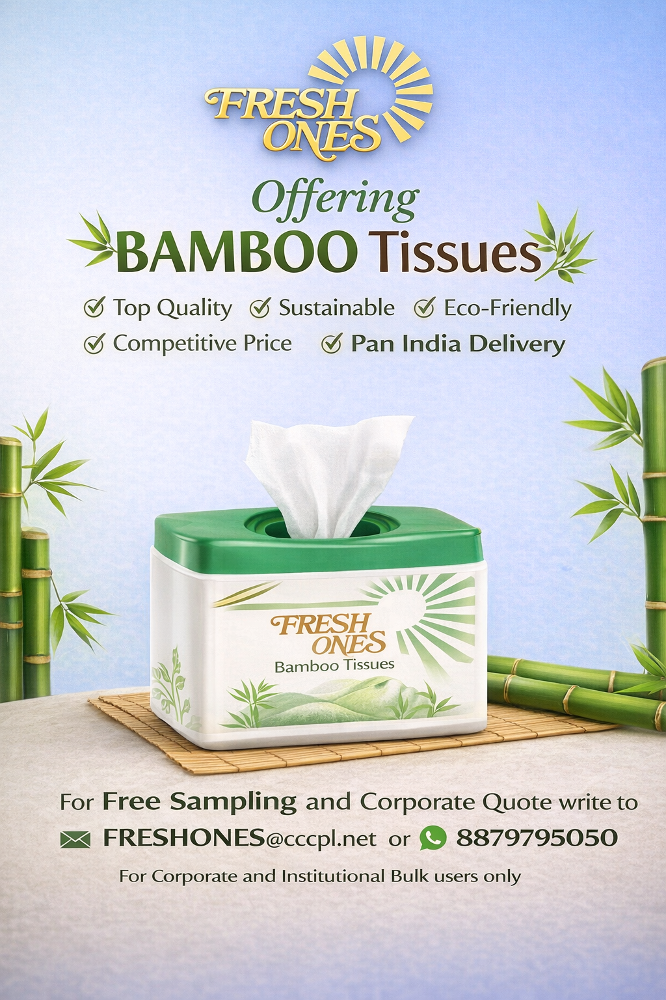 FRESH
ONES
Offering
BAMBOO Tissues
Top Quality Sustainable Eco-Friendly
Competitive Price Pan India Delivery
FRESH
ONES
Bamboo Tissues
For Free Sampling and Corporate Quote write to
FRESHONES@cccpl.net or 8879795050
For Corporate and Institutional Bulk users only